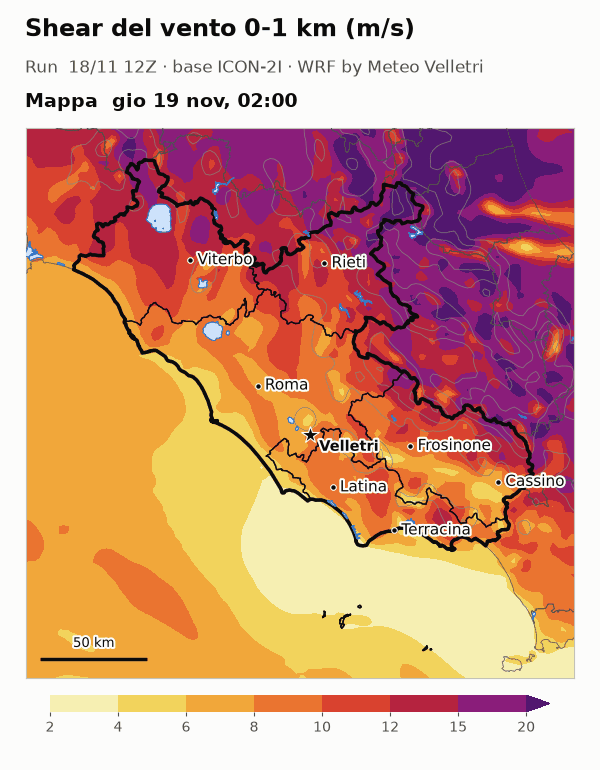 Shear del vento 0-1 km (m/s)
Run  18/11 12Z · base ICON-2I · WRF by Meteo Velletri
Mappa  gio 19 nov, 02:00
Viterbo
Rieti
Roma
Velletri
Frosinone
Cassino
Latina
Terracina
50 km
2 4 6 8 10 12 15 20